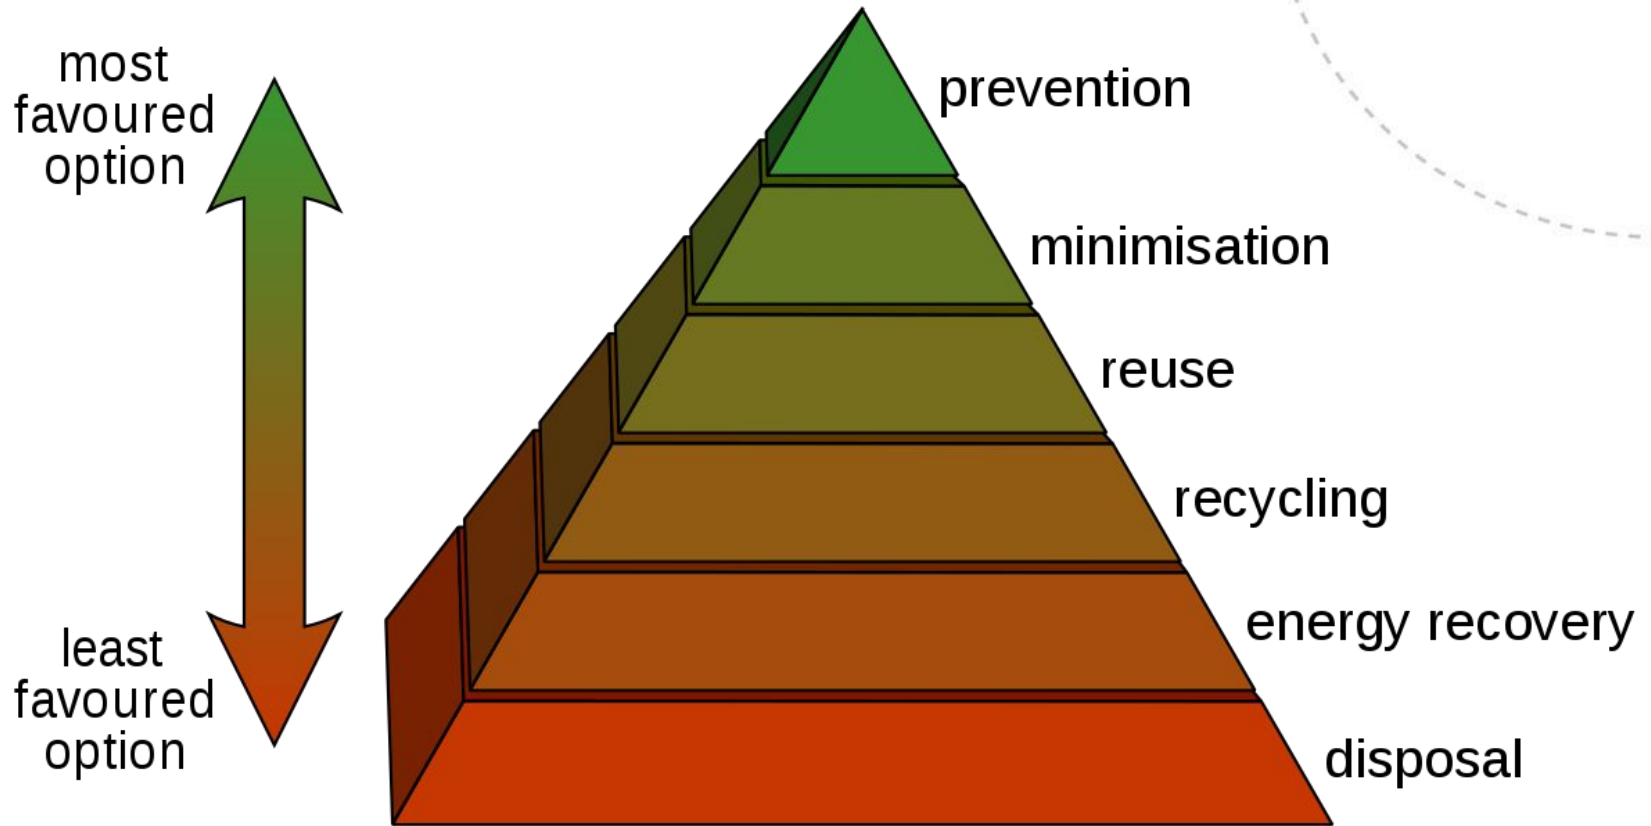 most
favoured
option
prevention
minimisation
reuse
recycling
energy recovery
least
favoured
option
disposal